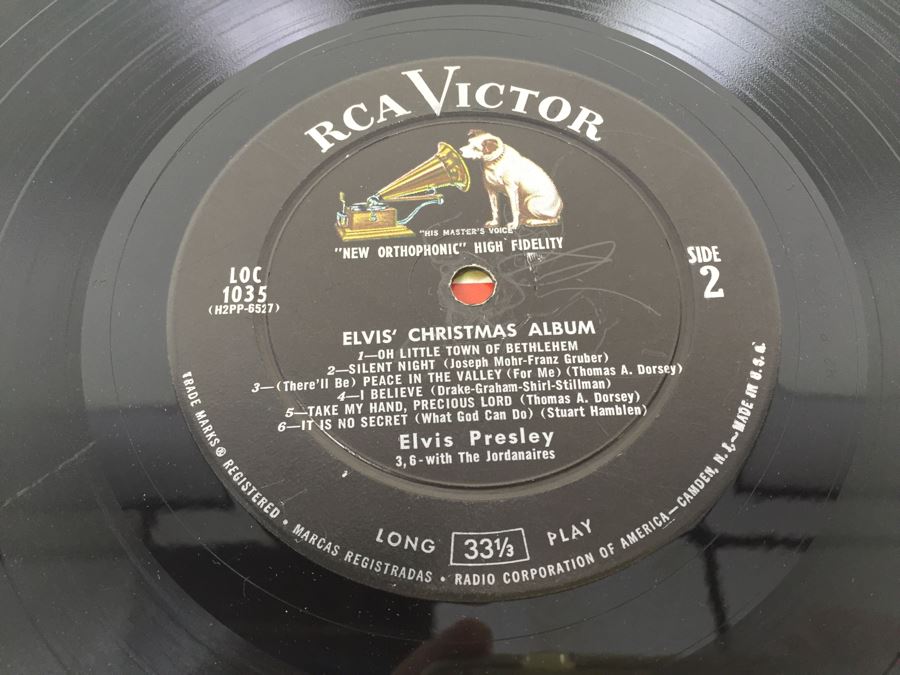 RCA VICTOR
"HIS MASTER'S VOICE"
"NEW ORTHOPHONIC" HIGH FIDELITY
LOC
1035
(H2PP-6527)
SIDE
2
ELVIS' CHRISTMAS ALBUM
1—OH LITTLE TOWN OF BETHLEHEM
2—SILENT NIGHT (Joseph Mohr-Franz Gruber)
3—(There'll Be) PEACE IN THE VALLEY (For Me) (Thomas A. Dorsey)
4—I BELIEVE (Drake-Graham-Shirl-Stillman)
5—TAKE MY HAND, PRECIOUS LORD (Thomas A. Dorsey)
6—IT IS NO SECRET (What God Can Do) (Stuart Hamblen)
Elvis Presley
3, 6-with The Jordanaires
LONG 33⅓ PLAY
TRADE MARKS® REGISTERED • MARCAS REGISTRADAS • RADIO CORPORATION OF AMERICA—CAMDEN, N.J.—MADE IN U.S.A.